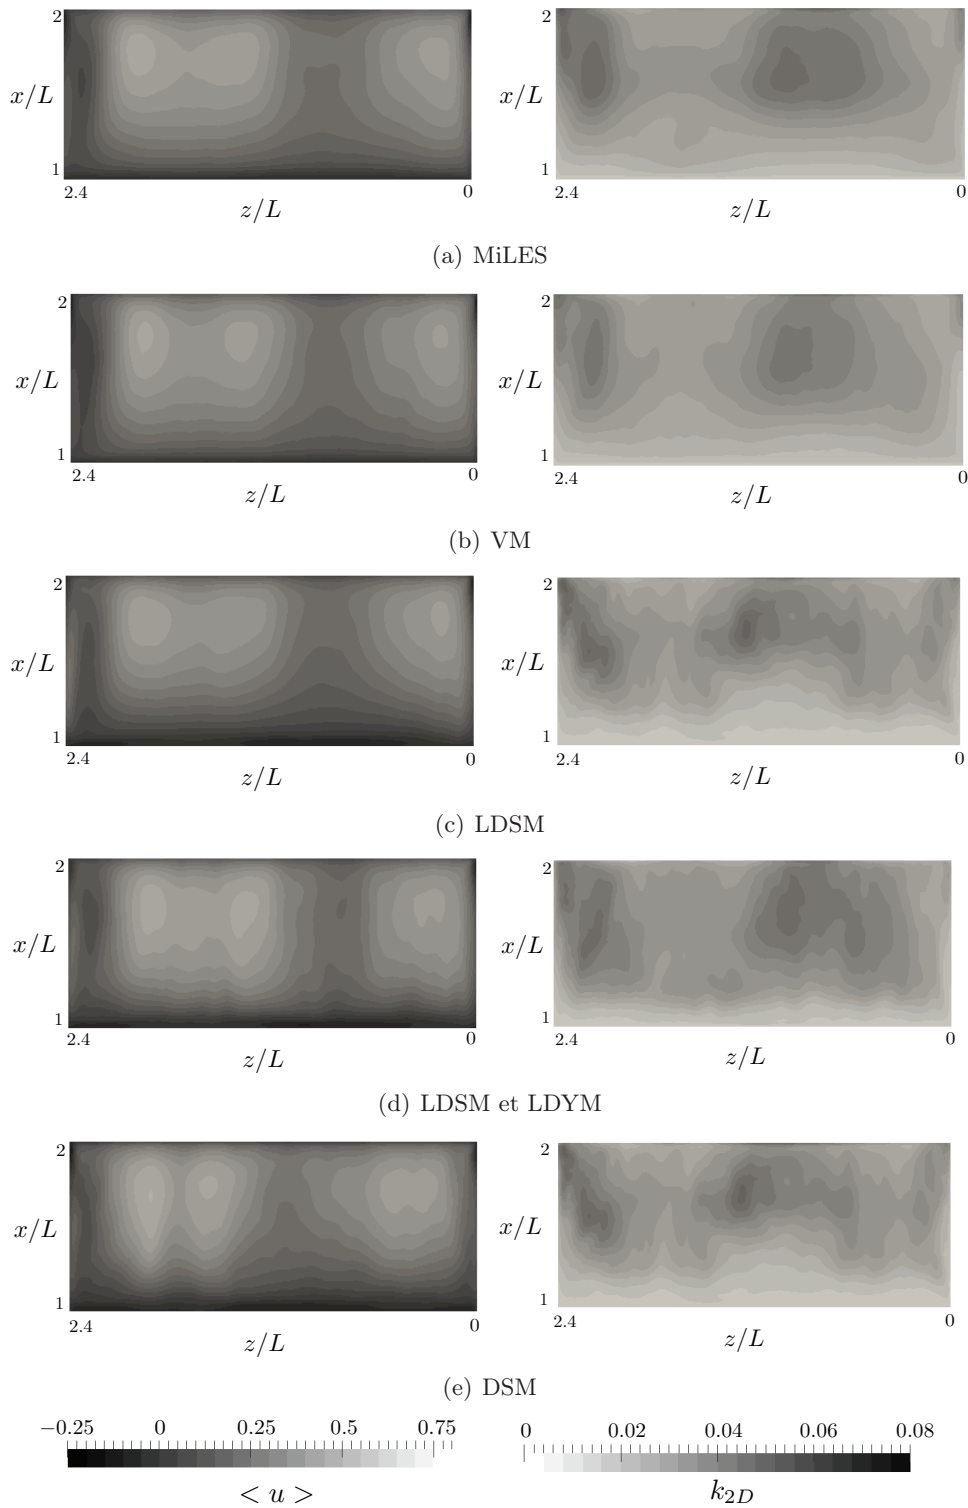 2 2
x/L x/L
1 1
2.4 0 2.4 0
z/L z/L
(a) MiLES
2 2
x/L x/L
1 1
2.4 0 2.4 0
z/L z/L
(b) VM
2 2
x/L x/L
1 1
2.4 0 2.4 0
z/L z/L
(c) LDSM
2 2
x/L x/L
1 1
2.4 0 2.4 0
z/L z/L
(d) LDSM et LDYM
2 2
x/L x/L
1 1
2.4 0 2.4 0
z/L z/L
(e) DSM
−0.25 0 0.25 0.5 0.75 0 0.02 0.04 0.06 0.08
< u > k2D